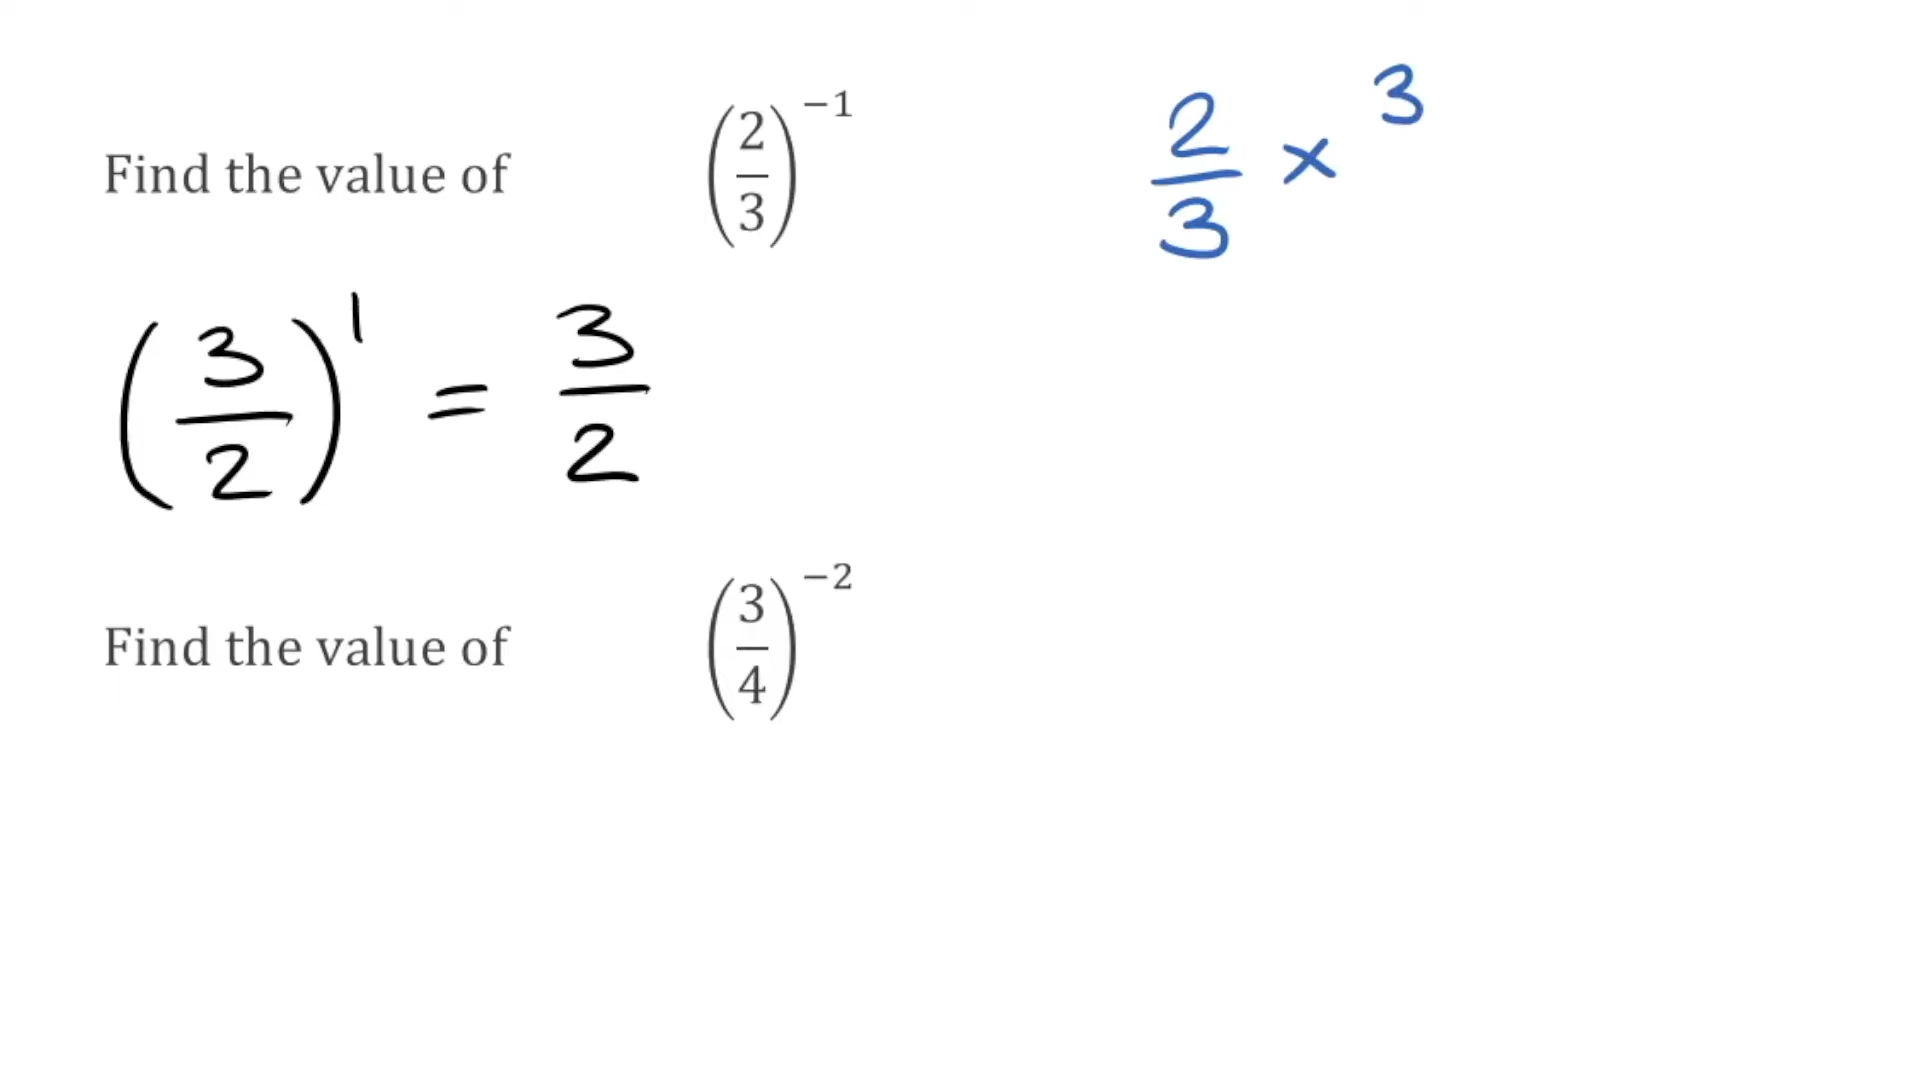 Find the value of (2/3)^−1
2/3 × 3
(3/2)^1 = 3/2
Find the value of (3/4)^−2